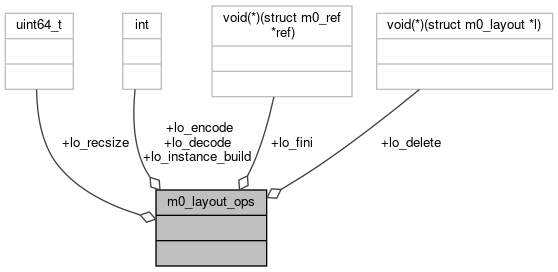 uint64_t
int
void(*)(struct m0_ref
*ref)
void(*)(struct m0_layout *l)
+lo_recsize
+lo_encode
+lo_decode
+lo_instance_build
+lo_fini
+lo_delete
m0_layout_ops